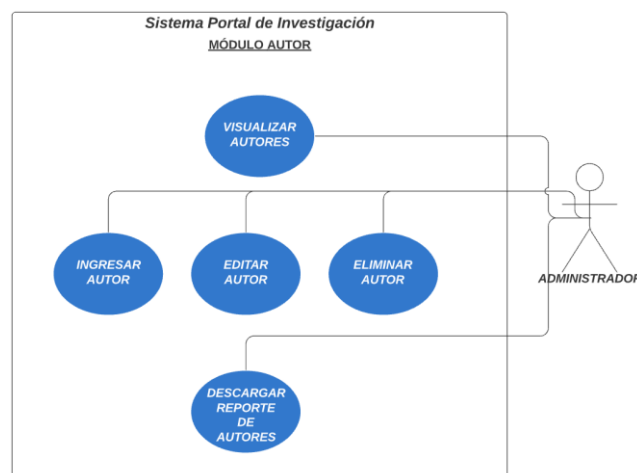 Sistema Portal de Investigación
MÓDULO AUTOR
VISUALIZAR
AUTORES
INGRESAR
AUTOR
EDITAR
AUTOR
ELIMINAR
AUTOR
ADMINISTRADOR
DESCARGAR
REPORTE
DE
AUTORES